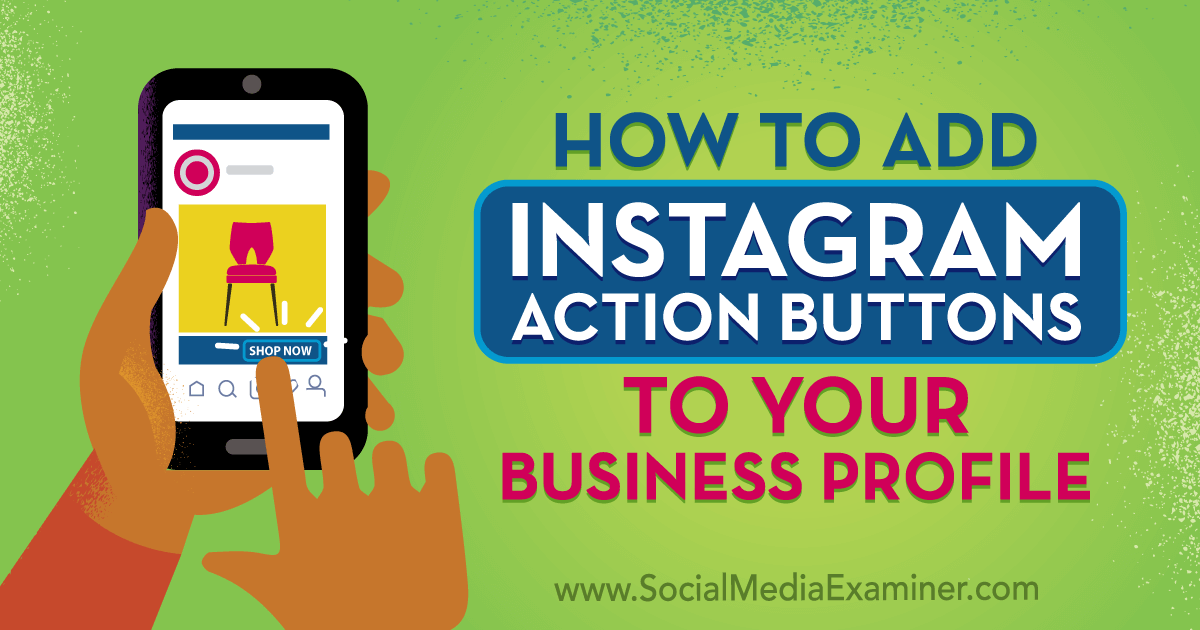 HOW TO ADD
INSTAGRAM
ACTION BUTTONS
TO YOUR
BUSINESS PROFILE
SHOP NOW
www.SocialMediaExaminer.com